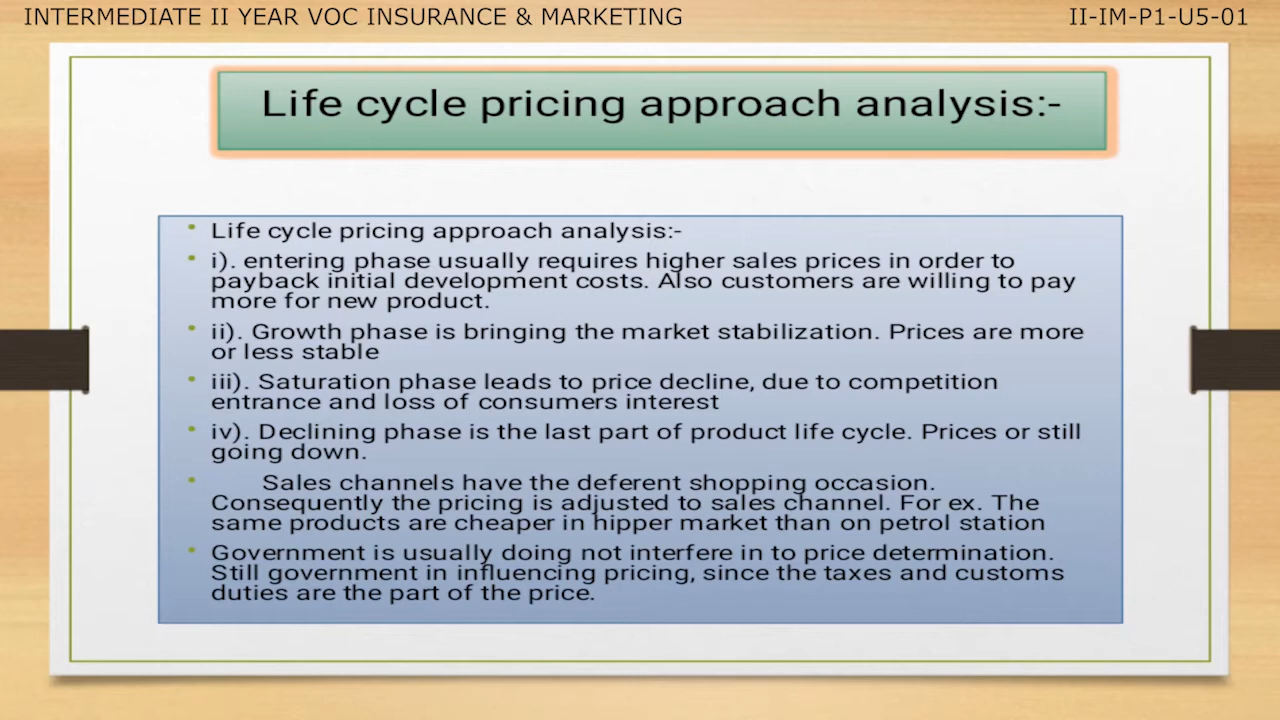 INTERMEDIATE II YEAR VOC INSURANCE & MARKETING
II-IM-P1-U5-01
Life cycle pricing approach analysis:-
• Life cycle pricing approach analysis:-
• i). entering phase usually requires higher sales prices in order to
payback initial development costs. Also customers are willing to pay
more for new product.
• ii). Growth phase is bringing the market stabilization. Prices are more
or less stable
• iii). Saturation phase leads to price decline, due to competition
entrance and loss of consumers interest
• iv). Declining phase is the last part of product life cycle. Prices or still
going down.
• Sales channels have the deferent shopping occasion.
Consequently the pricing is adjusted to sales channel. For ex. The
same products are cheaper in hipper market than on petrol station
• Government is usually doing not interfere in to price determination.
Still government in influencing pricing, since the taxes and customs
duties are the part of the price.